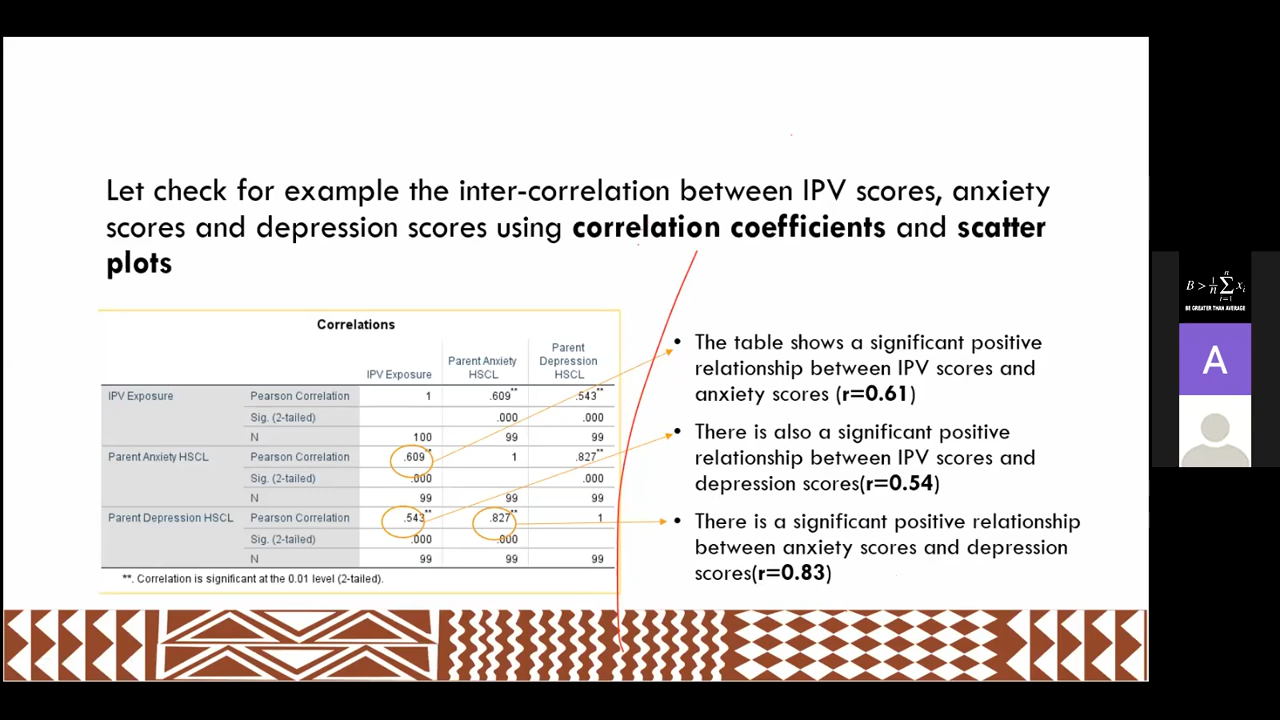 Let check for example the inter-correlation between IPV scores, anxiety
scores and depression scores using correlation coefficients and scatter
plots
Correlations
IPV Exposure Parent Anxiety HSCL Parent Depression HSCL
IPV Exposure Pearson Correlation 1 .609** .543**
Sig. (2-tailed) .000 .000
N 100 99 99
Parent Anxiety HSCL Pearson Correlation .609** 1 .827**
Sig. (2-tailed) .000 .000
N 99 99 99
Parent Depression HSCL Pearson Correlation .543** .827** 1
Sig. (2-tailed) .000 .000
N 99 99 99
**. Correlation is significant at the 0.01 level (2-tailed).
• The table shows a significant positive
relationship between IPV scores and
anxiety scores (r=0.61)
• There is also a significant positive
relationship between IPV scores and
depression scores(r=0.54)
• There is a significant positive relationship
between anxiety scores and depression
scores(r=0.83)
B > 1/n ∑ i=1 n x i
BE GREATER THAN AVERAGE
A